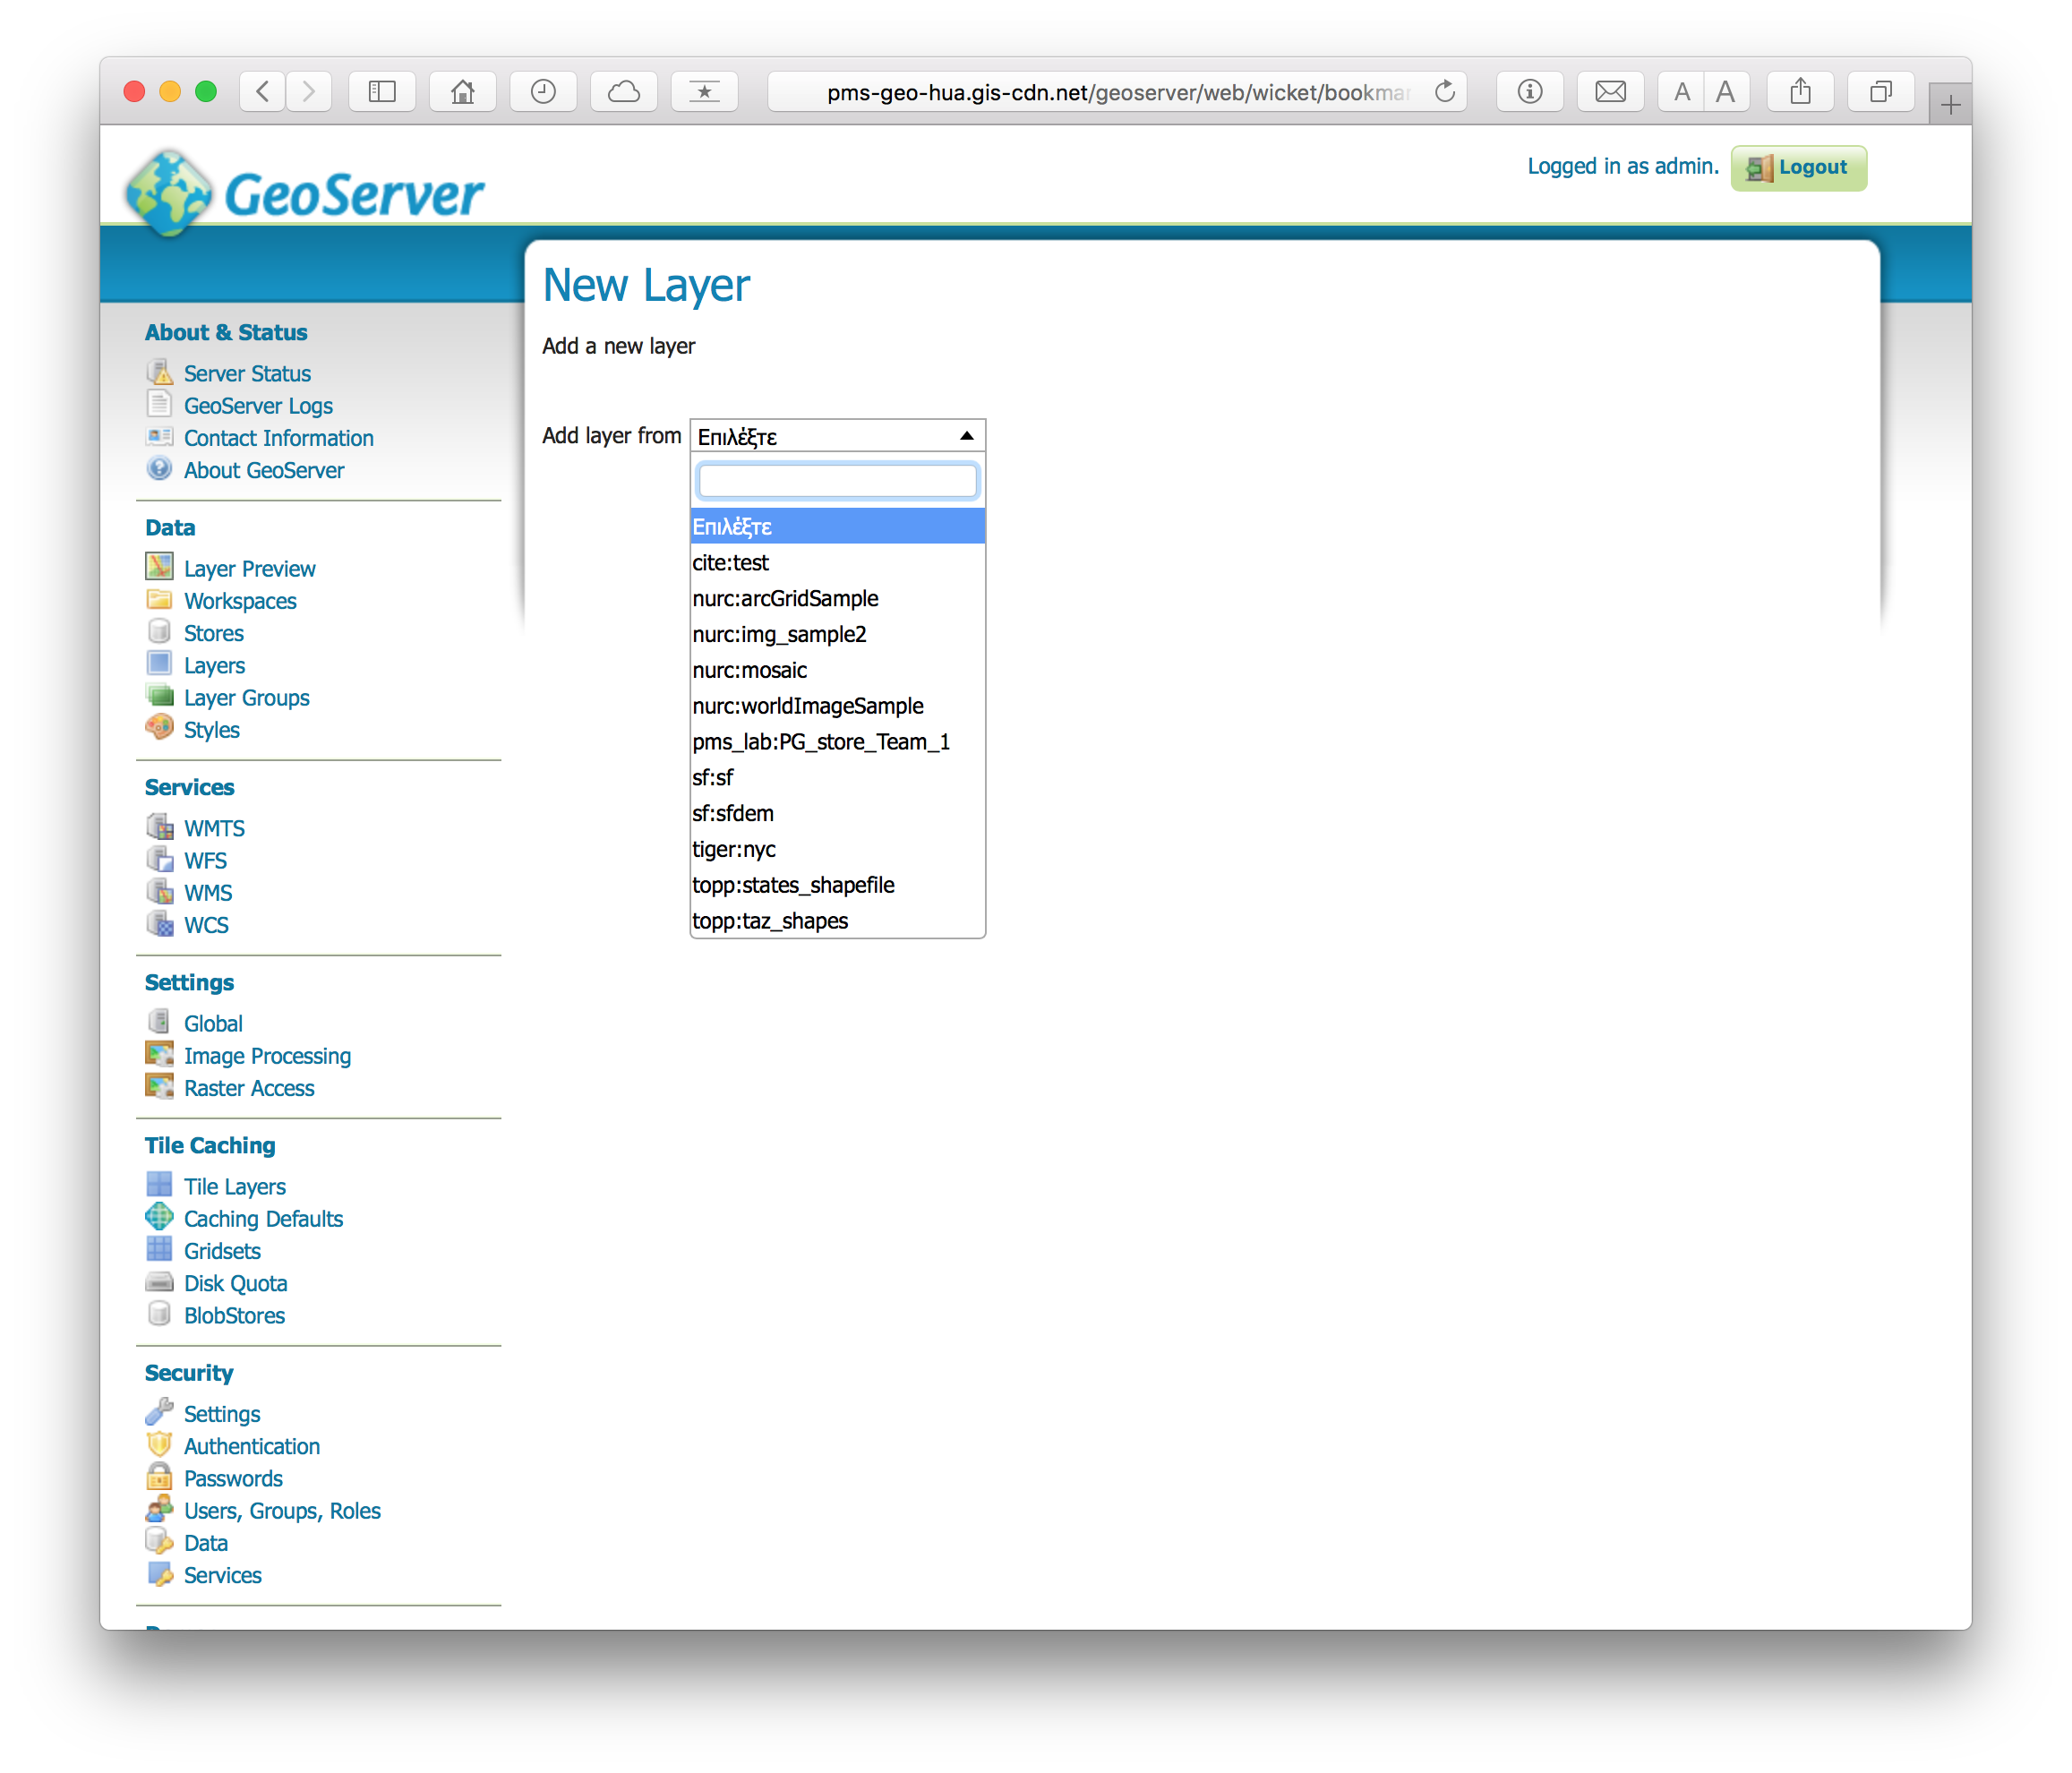 pms-geo-hua.gis-cdn.net/geoserver/web/wicket/bookmar
A A
GeoServer
Logged in as admin. Logout
New Layer
Add a new layer
Add layer from Επιλέξτε
Επιλέξτε
cite:test
nurc:arcGridSample
nurc:img_sample2
nurc:mosaic
nurc:worldImageSample
pms_lab:PG_store_Team_1
sf:sf
sf:sfdem
tiger:nyc
topp:states_shapefile
topp:taz_shapes
About & Status
Server Status
GeoServer Logs
Contact Information
About GeoServer
Data
Layer Preview
Workspaces
Stores
Layers
Layer Groups
Styles
Services
WMTS
WFS
WMS
WCS
Settings
Global
Image Processing
Raster Access
Tile Caching
Tile Layers
Caching Defaults
Gridsets
Disk Quota
BlobStores
Security
Settings
Authentication
Passwords
Users, Groups, Roles
Data
Services